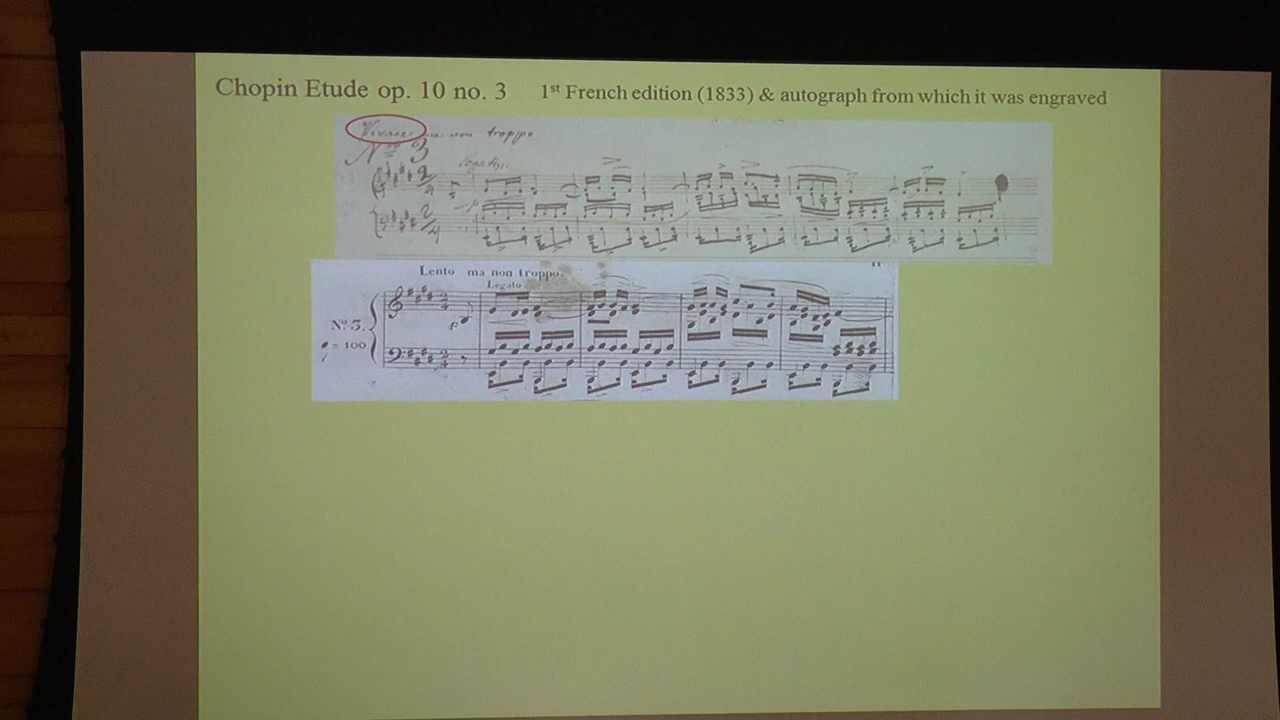 Chopin Etude op. 10 no. 3 1st French edition (1833) & autograph from which it was engraved
Vivace ma non troppo
No 3
legato
Lento ma non troppo.
Legato
No 3.
p
= 100